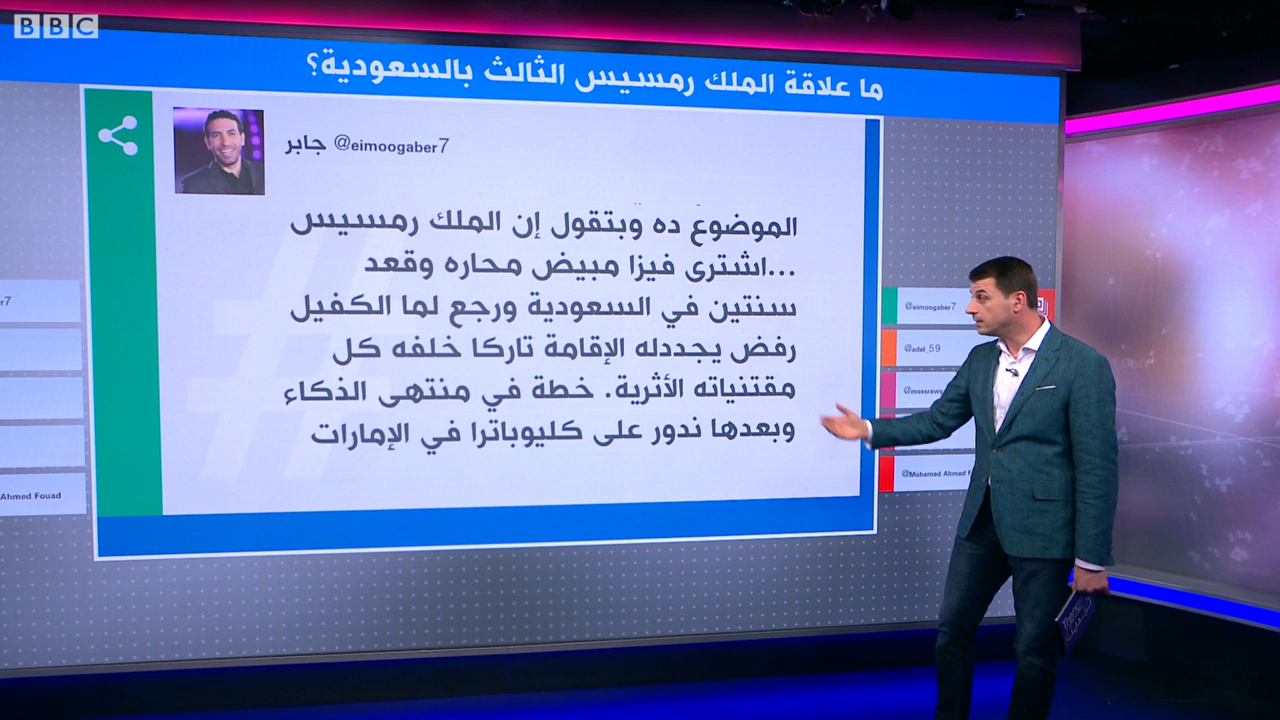 BBC
ما علاقة الملك رمسيس الثالث بالسعودية؟
جابر @eimoogaber7
الموضوع ده وبتقول إن الملك رمسيس
...اشترى فيزا مبيض محاره وقعد
سنتين في السعودية ورجع لما الكفيل
رفض يجددله الإقامة تاركا خلفه كل
مقتنياته الأثرية. خطة في منتهى الذكاء
وبعدها ندور على كليوباترا في الإمارات
@eimoogaber7
@adel_59
@Mohamed Ahmed F
r7
Ahmed Fouad